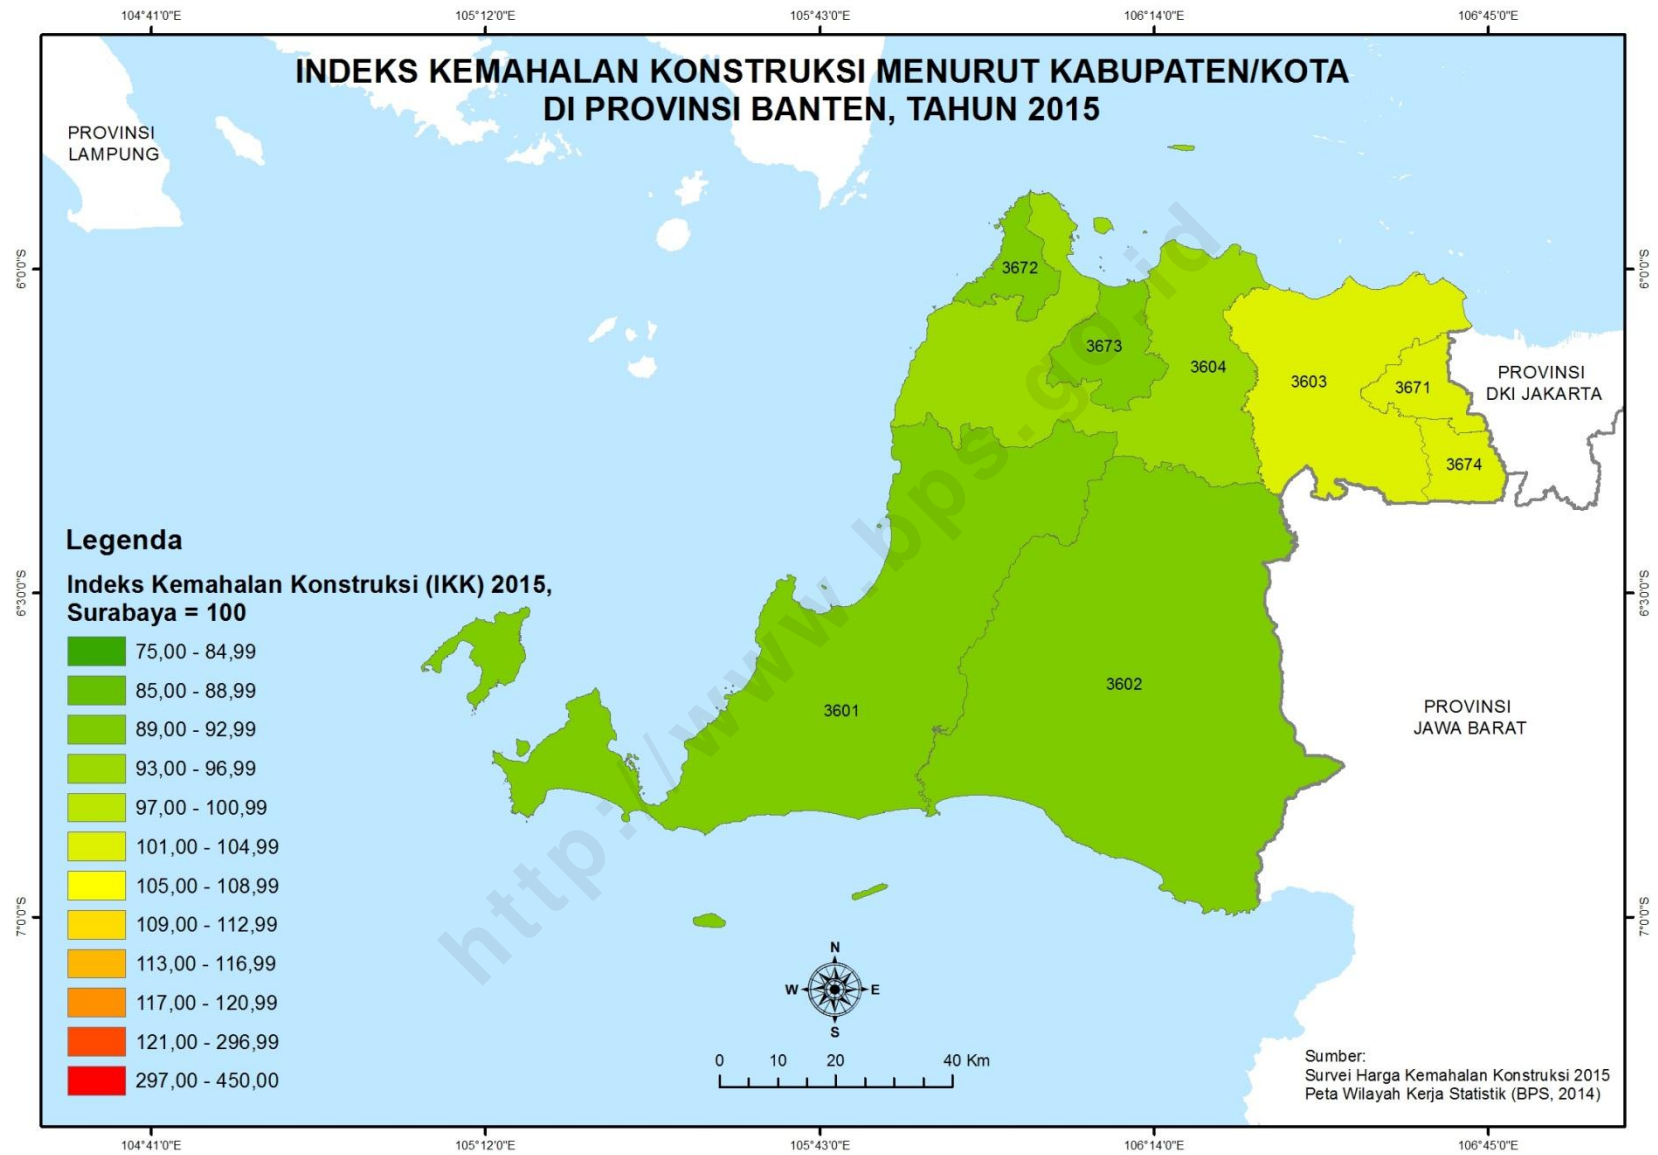 104°41'0"E 105°12'0"E 105°43'0"E 106°14'0"E 106°45'0"E
INDEKS KEMAHALAN KONSTRUKSI MENURUT KABUPATEN/KOTA
DI PROVINSI BANTEN, TAHUN 2015
PROVINSI
LAMPUNG
6°0'0"S
6°0'0"S
3672
3673
3604
3603
3671
3674
PROVINSI
DKI JAKARTA
Legenda
Indeks Kemahalan Konstruksi (IKK) 2015,
Surabaya = 100
75,00 - 84,99
85,00 - 88,99
89,00 - 92,99
93,00 - 96,99
97,00 - 100,99
101,00 - 104,99
105,00 - 108,99
109,00 - 112,99
113,00 - 116,99
117,00 - 120,99
121,00 - 296,99
297,00 - 450,00
6°30'0"S
6°30'0"S
3601
3602
PROVINSI
JAWA BARAT
http://www.bps.go.id
7°0'0"S
7°0'0"S
N
W E
S
0 10 20 40 Km
Sumber:
Survei Harga Kemahalan Konstruksi 2015
Peta Wilayah Kerja Statistik (BPS, 2014)
104°41'0"E 105°12'0"E 105°43'0"E 106°14'0"E 106°45'0"E